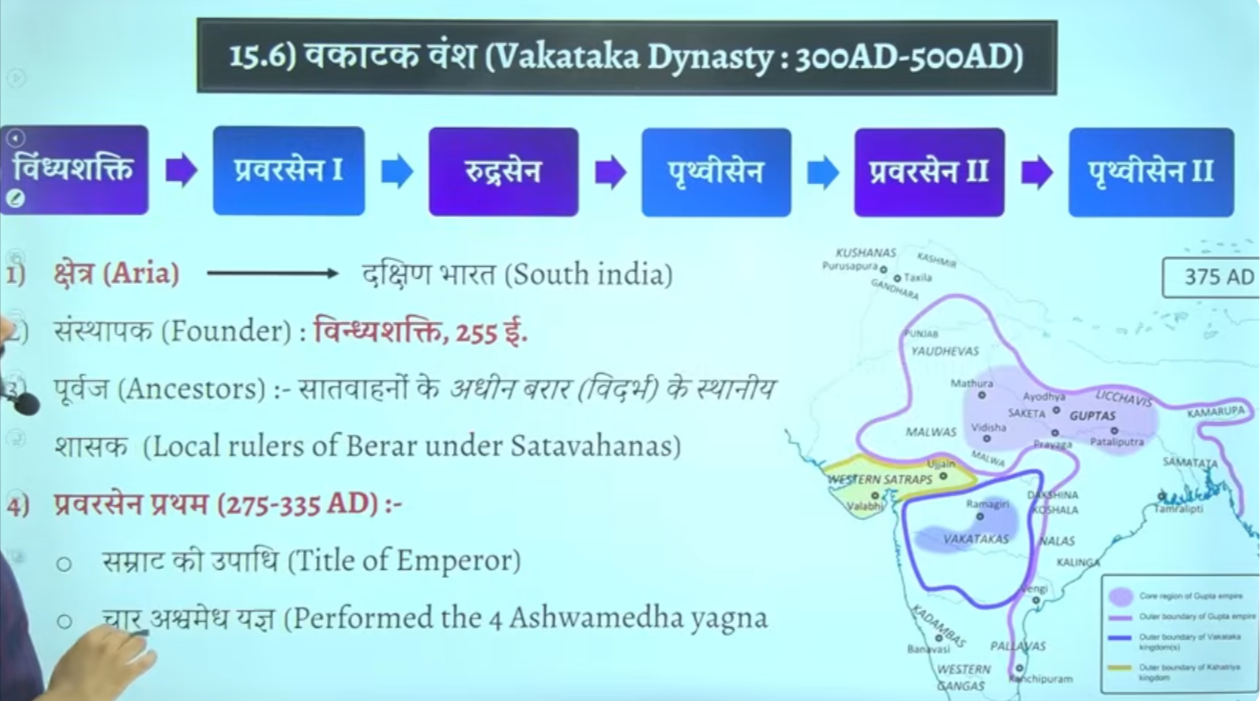 15.6) वकाटक वंश (Vakataka Dynasty : 300AD-500AD)
विंध्यशक्ति
प्रवरसेन I
रुद्रसेन
पृथ्वीसेन
प्रवरसेन II
पृथ्वीसेन II
1) क्षेत्र (Aria) दक्षिण भारत (South india)
2) संस्थापक (Founder) : विन्ध्यशक्ति, 255 ई.
3) पूर्वज (Ancestors) :- सातवाहनों के अधीन बरार (विदर्भ) के स्थानीय
शासक (Local rulers of Berar under Satavahanas)
4) प्रवरसेन प्रथम (275-335 AD) :-
सम्राट की उपाधि (Title of Emperor)
चार अश्वमेध यज्ञ (Performed the 4 Ashwamedha yagna
375 AD
KUSHANAS
KASHMIR
Purusapura
Taxila
GANDHARA
PUNJAB
YAUDHEVAS
Mathura
Ayodhya
LICCHAVIS
SAKETA
GUPTAS
KAMARUPA
MALWAS
Vidisha
Prayaga
Pataliputra
MALWA
Ujjain
SAMATATA
WESTERN SATRAPS
Valabhi
DAKSHINA
KOSHALA
Ramagiri
Tamralipti
VAKATAKAS
NALAS
KALINGA
Vengi
KADAMBAS
Banavasi
PALLAVAS
WESTERN
GANGAS
Kanchipuram
Core region of Gupta empire
Outer boundary of Gupta empire
Outer boundary of Vakataka
kingdom(s)
Outer boundary of Kshatriya
kingdom